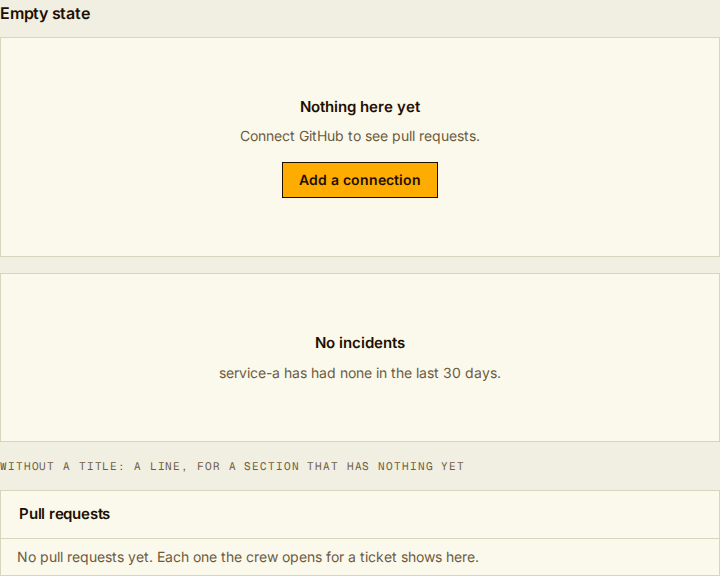 Empty state
Nothing here yet
Connect GitHub to see pull requests.
Add a connection
No incidents
service-a has had none in the last 30 days.
WITHOUT A TITLE: A LINE, FOR A SECTION THAT HAS NOTHING YET
Pull requests
No pull requests yet. Each one the crew opens for a ticket shows here.